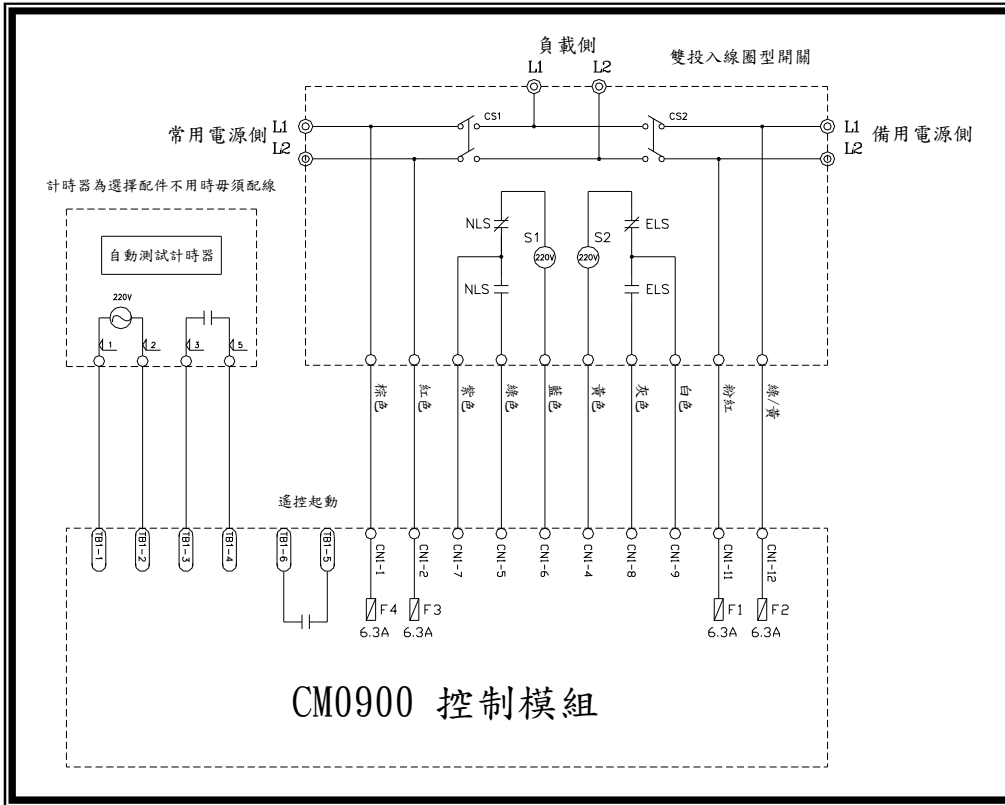 負載側
雙投入線圈型開關
L1
L2
常用電源側
L1
L2
CS1
CS2
L1
L2
備用電源側
計時器為選擇配件不用時毋須配線
自動測試計時器
220V
1
2
3
5
NLS
S1
220V
S2
220V
ELS
NLS
ELS
棕色
紅色
紫色
綠色
藍色
黃色
灰色
白色
粉紅
綠/黃
遙控起動
TB1-1
TB1-2
TB1-3
TB1-4
TB1-6
TB1-5
CN1-1
CN1-2
CN1-7
CN1-5
CN1-6
CN1-4
CN1-8
CN1-9
CN1-11
CN1-12
F4
6.3A
F3
6.3A
F1
6.3A
F2
6.3A
CM0900 控制模組